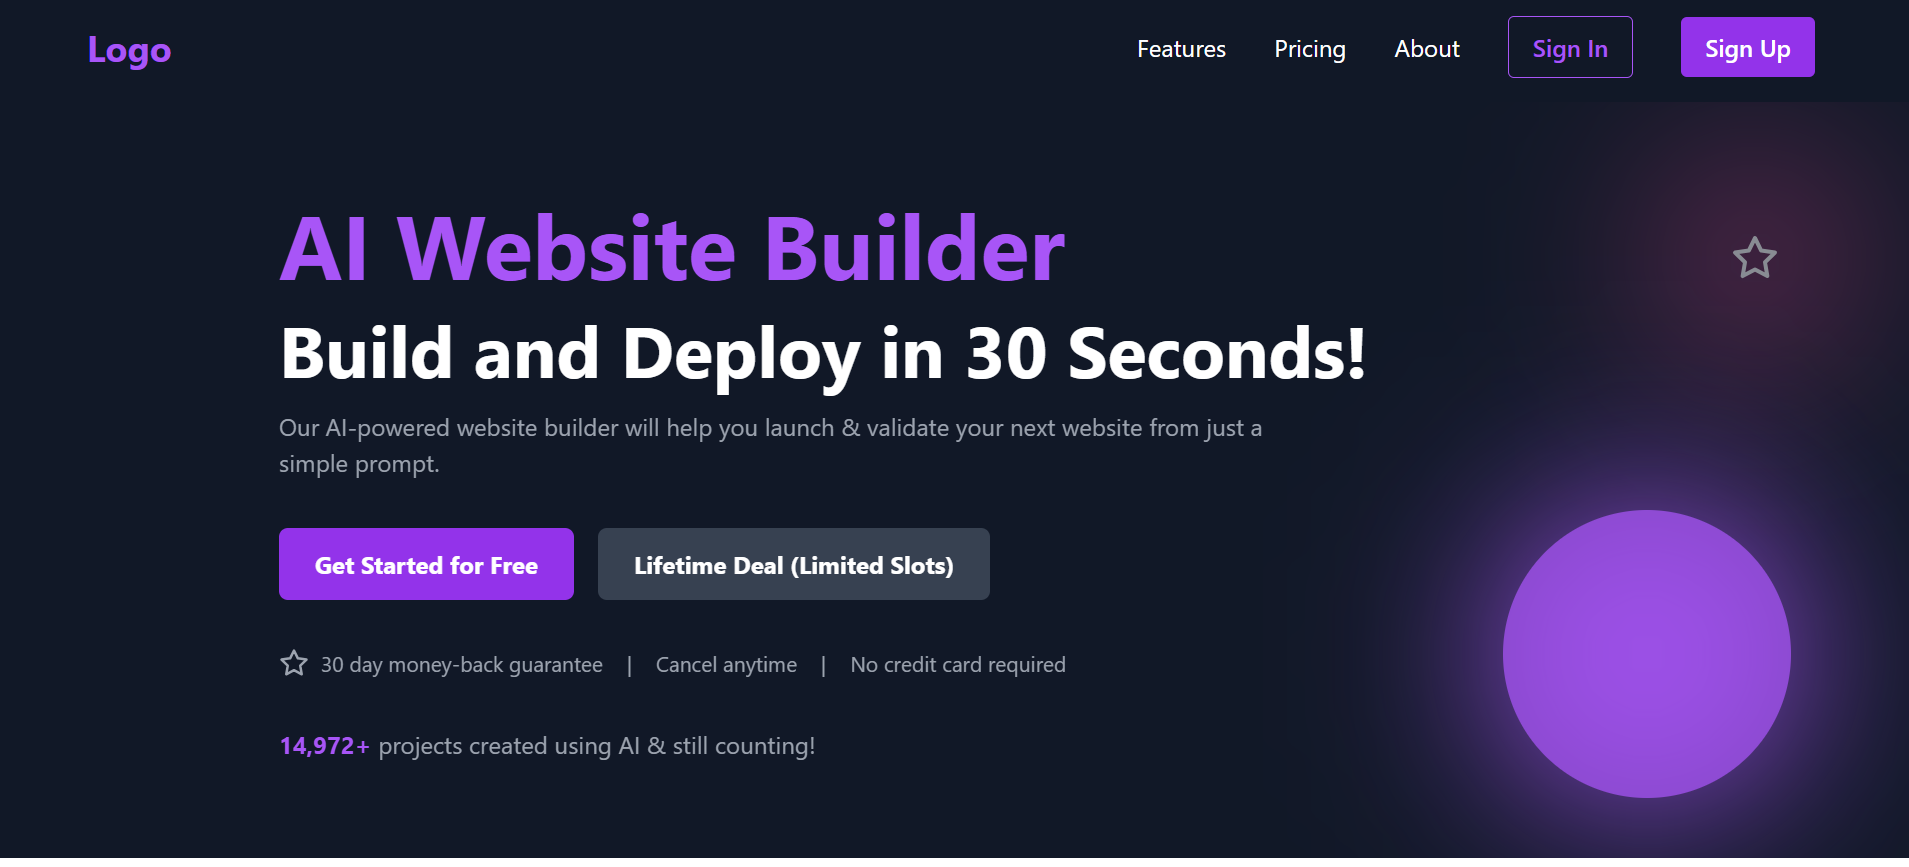 Logo
Features
Pricing
About
Sign In
Sign Up
AI Website Builder
Build and Deploy in 30 Seconds!
Our AI-powered website builder will help you launch & validate your next website from just a
simple prompt.
Get Started for Free
Lifetime Deal (Limited Slots)
30 day money-back guarantee | Cancel anytime | No credit card required
14,972+ projects created using AI & still counting!